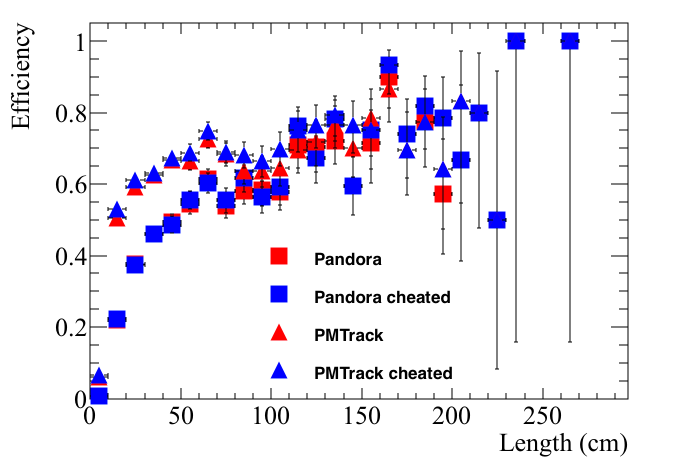 Efficiency
1
0.8
0.6
0.4
0.2
0
Pandora
Pandora cheated
PMTrack
PMTrack cheated
0 50 100 150 200 250
Length (cm)